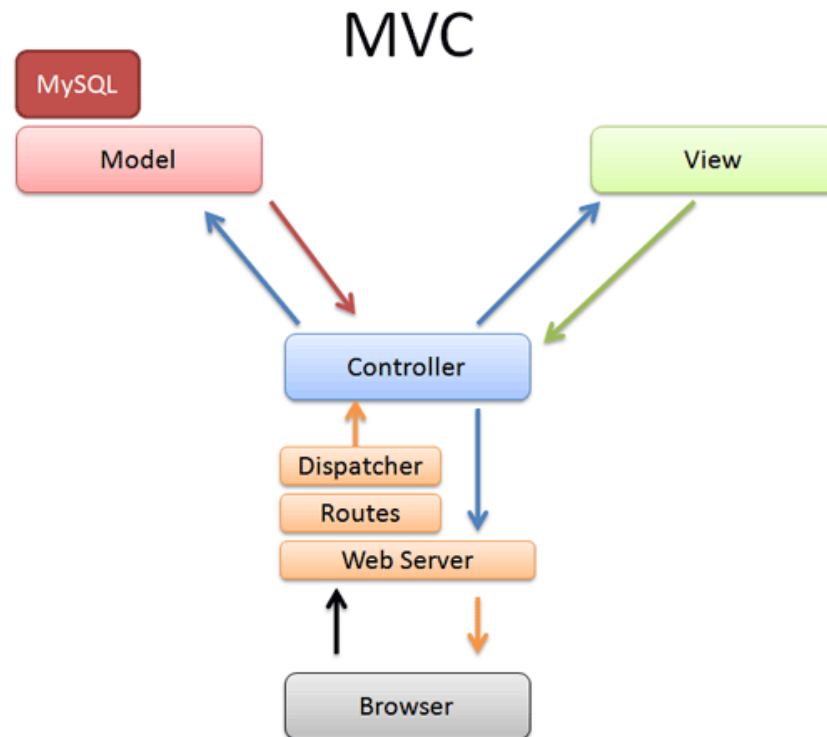 MVC
MySQL
Model
View
Controller
Dispatcher
Routes
Web Server
Browser